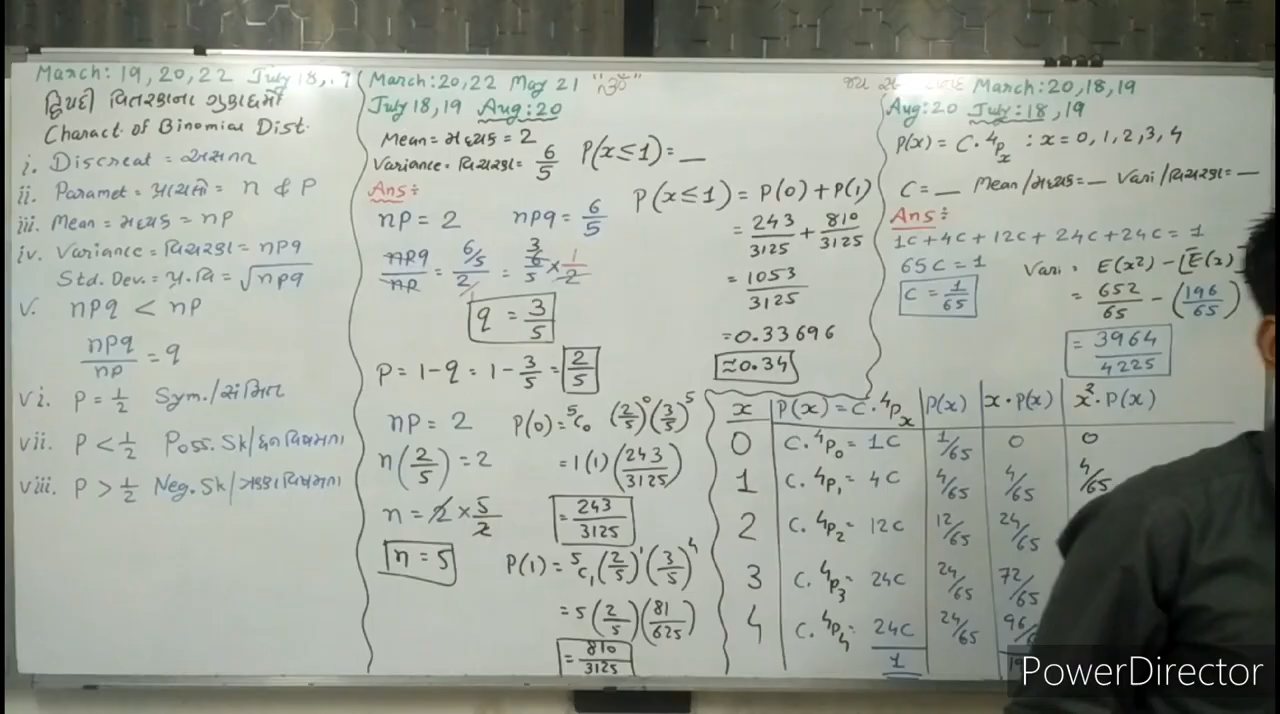 March: 19, 20, 22 July 18,
દ્વિપદી વિતરણના ગુણધર્મો
Charact. of Binomial Dist.
i. Discreat = અસતત
ii. Paramet = પ્રાચલો = n & P
iii. Mean = મધ્યક = np
iv. Variance = વિચરણ = npq
Std. Dev. = પ્ર.વિ = √npq
v. npq < np
npq/np = q
vi. P = 1/2 Sym./સંમિત
vii. P < 1/2 Poss. Sk/ધન વિષમતા
viii. P > 1/2 Neg. Sk/ઋણ વિષમતા
March: 20, 22 May 21
July 18, 19 Aug: 20
Mean = મધ્યક = 2
Variance = વિચરણ = 6/5 P(x ≤ 1) = __
Ans:
np = 2 npq = 6/5
npq/np = 6/5/2 = 6/5 × 1/2
3
q = 3/5
P = 1 - q = 1 - 3/5 = 2/5
np = 2
n(2/5) = 2
n = 2 × 5/2
n = 5
P(0) = ⁵C₀ (2/5)⁰ (3/5)⁵
= 1(1)(243/3125)
= 243/3125
P(1) = ⁵C₁ (2/5)¹ (3/5)⁴
= 5(2/5)(81/625)
= 810/3125
P(x ≤ 1) = P(0) + P(1)
= 243/3125 + 810/3125
= 1053/3125
= 0.33696
≈ 0.34
March: 20, 18, 19
Aug: 20 July: 18, 19
P(x) = C. ⁴Pₓ : x = 0, 1, 2, 3, 4
C = __ Mean/મધ્યક = __ Vari/વિચરણ = __
Ans:
1C + 4C + 12C + 24C + 24C = 1
65C = 1
C = 1/65
Vari = E(x²) - [E(x)]
= 652/65 - (196/65)
= 3964/4225
x P(x) = C. ⁴Pₓ P(x) x · P(x) x² · P(x)
0 C. ⁴P₀ = 1C 1/65 0 0
1 C. ⁴P₁ = 4C 4/65 4/65 4/65
2 C. ⁴P₂ = 12C 12/65 24/65
3 C. ⁴P₃ = 24C 24/65 72/65
4 C. ⁴P₄ = 24C 24/65 96/
1
PowerDirector